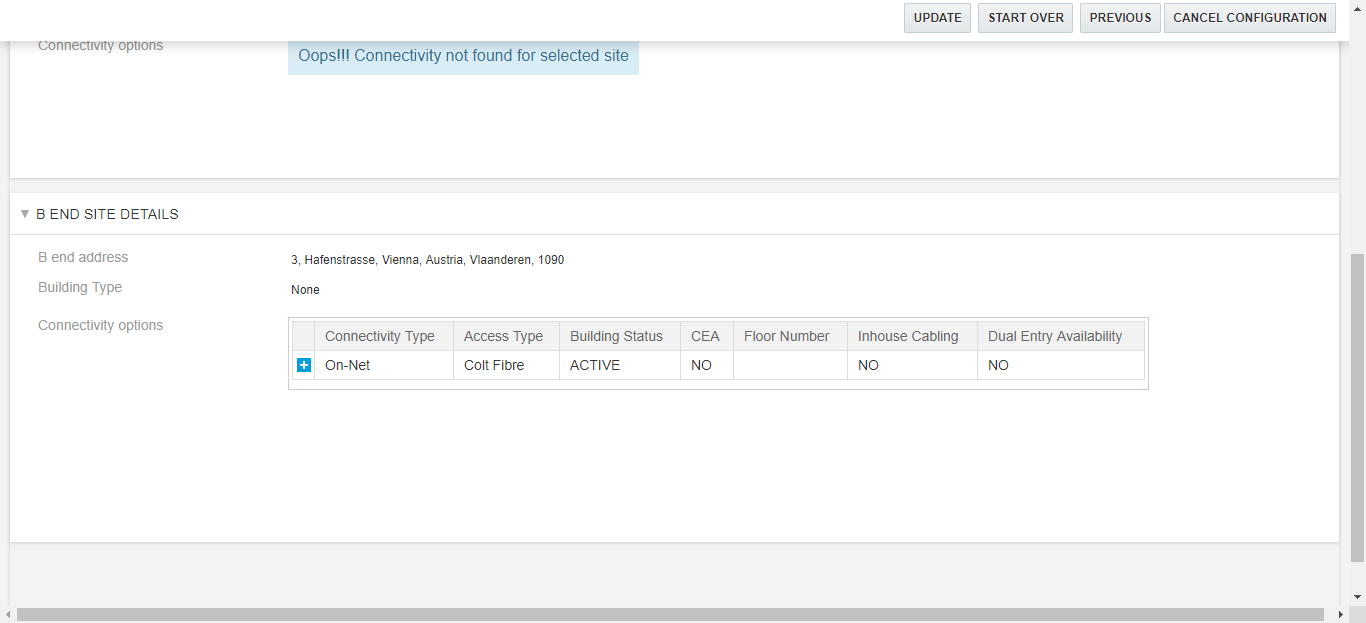 UPDATE START OVER PREVIOUS CANCEL CONFIGURATION
Connectivity options
Oops!!! Connectivity not found for selected site
B END SITE DETAILS
B end address 3, Hafenstrasse, Vienna, Austria, Vlaanderen, 1090
Building Type None
Connectivity options
Connectivity Type Access Type Building Status CEA Floor Number Inhouse Cabling Dual Entry Availability
On-Net Colt Fibre ACTIVE NO NO NO